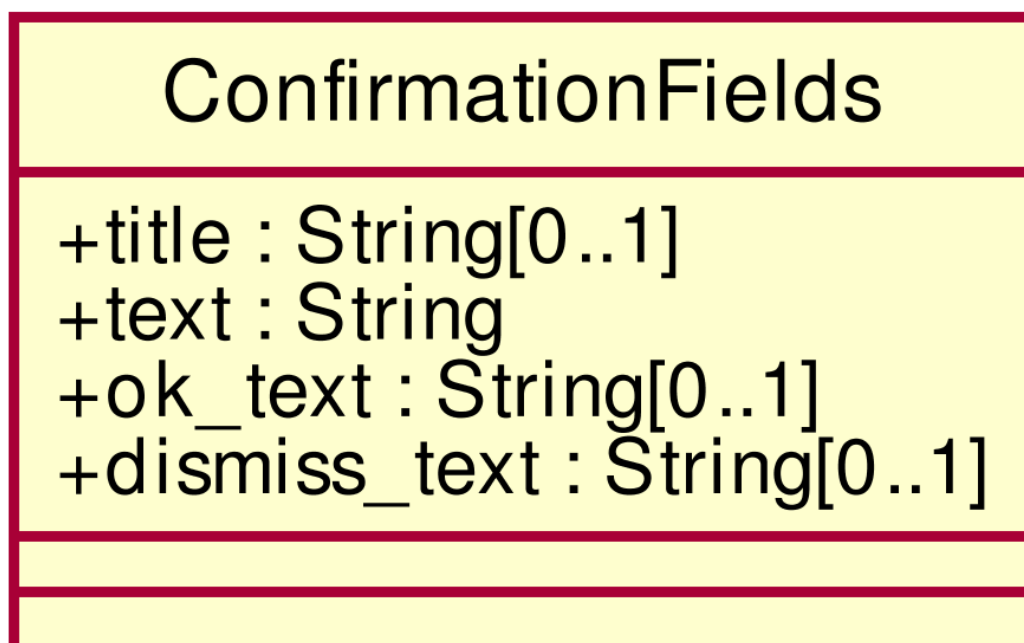 ConfirmationFields
+title : String[0..1]
+text : String
+ok_text : String[0..1]
+dismiss_text : String[0..1]